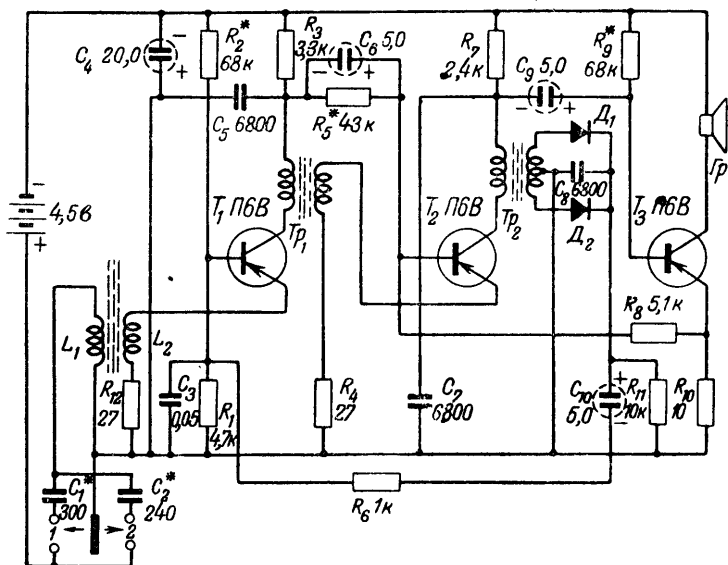 C4 20,0
R2* 68к
R3 3,3к
C6 5,0
R7 2,4к
C9 5,0
R9* 68к
C5 6800
R5* 43к
Д1
C8 6800
Д2
Гр
4,5в
T1 П6В
Тр1
T2 П6В
Тр2
T3 П6В
R8 5,1к
L1
L2
R12 27
C3 0,05
R1 4,7к
R4 27
C7 6800
C10 5,0
R11 10к
R10 10
C1* 300
C2* 240
R6 1к
1
2